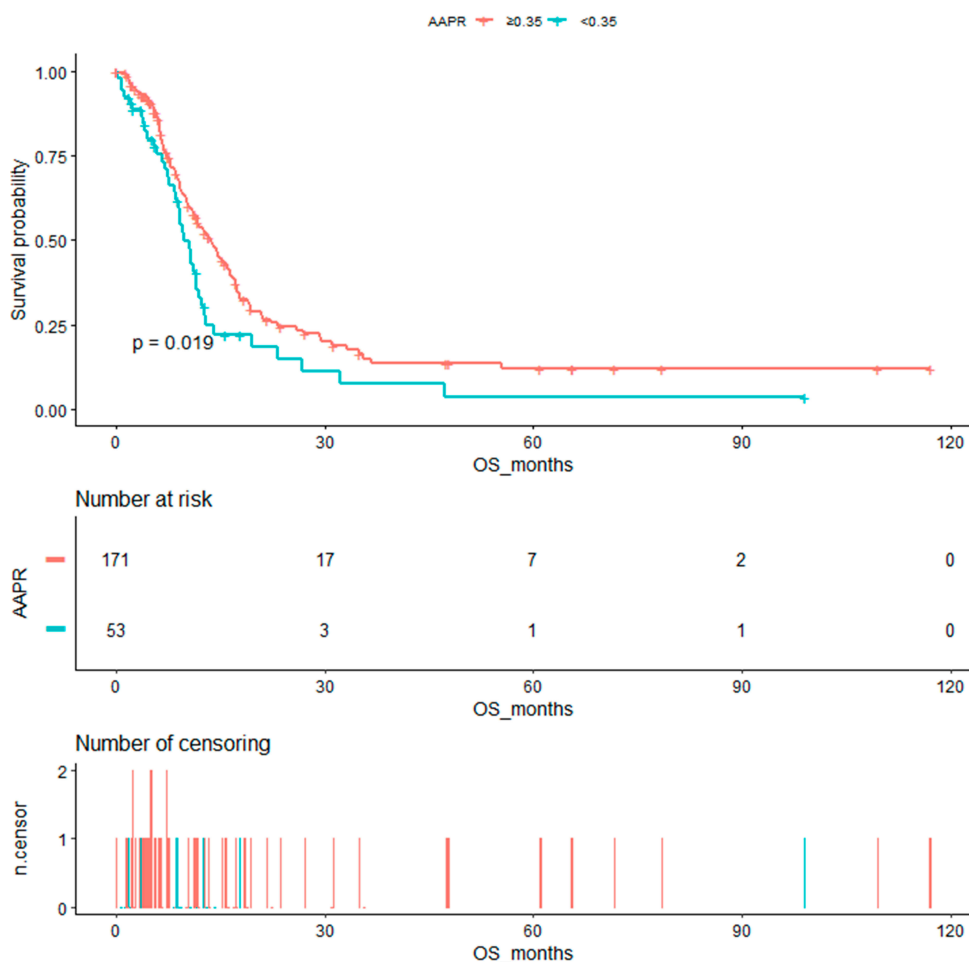 AAPR ≥0.35 <0.35
1.00
0.75
0.50
0.25
0.00
Survival probability
p = 0.019
0 30 60 90 120
OS_months
Number at risk
AAPR
171 17 7 2 0
53 3 1 1 0
0 30 60 90 120
OS_months
Number of censoring
n.censor
2
1
0
0 30 60 90 120
OS_months